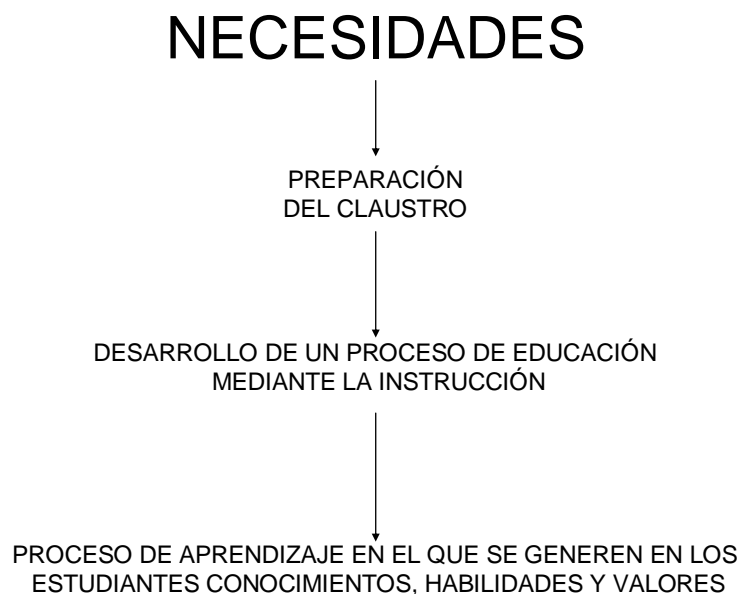 NECESIDADES
PREPARACIÓN
DEL CLAUSTRO
DESARROLLO DE UN PROCESO DE EDUCACIÓN
MEDIANTE LA INSTRUCCIÓN
PROCESO DE APRENDIZAJE EN EL QUE SE GENEREN EN LOS
ESTUDIANTES CONOCIMIENTOS, HABILIDADES Y VALORES